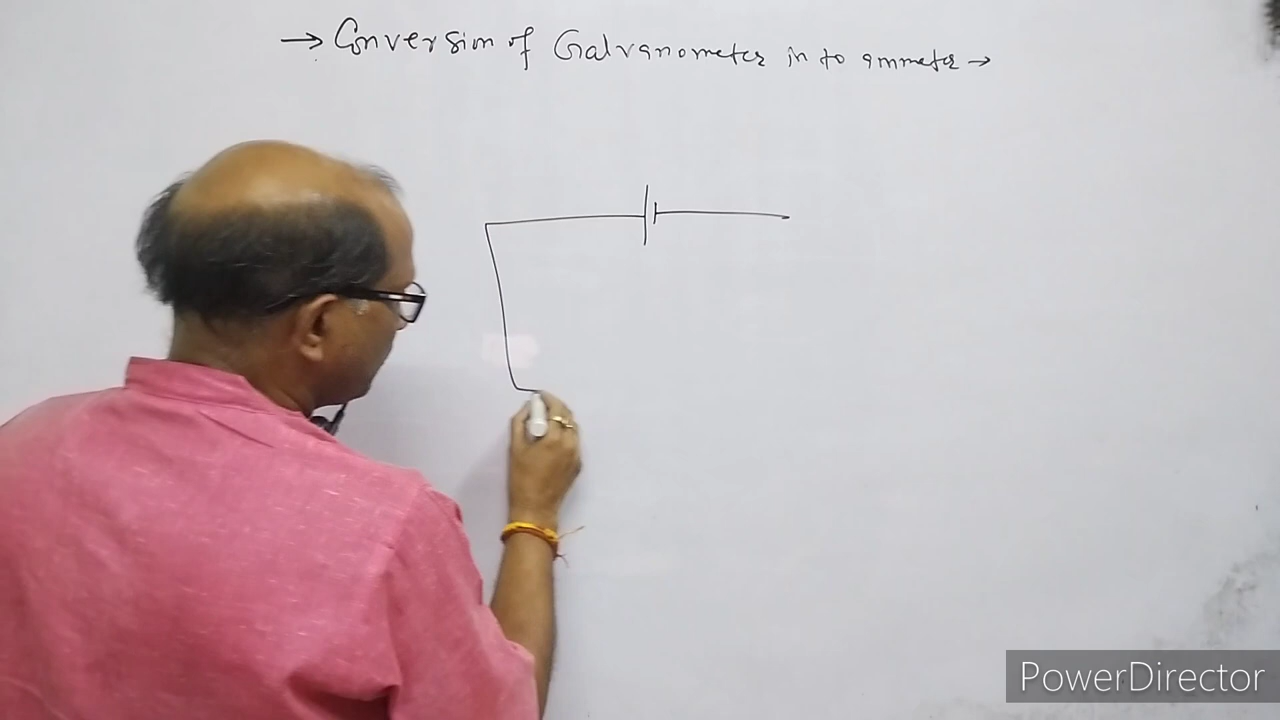 → Conversion of Galvanometer in to ammeter →
PowerDirector